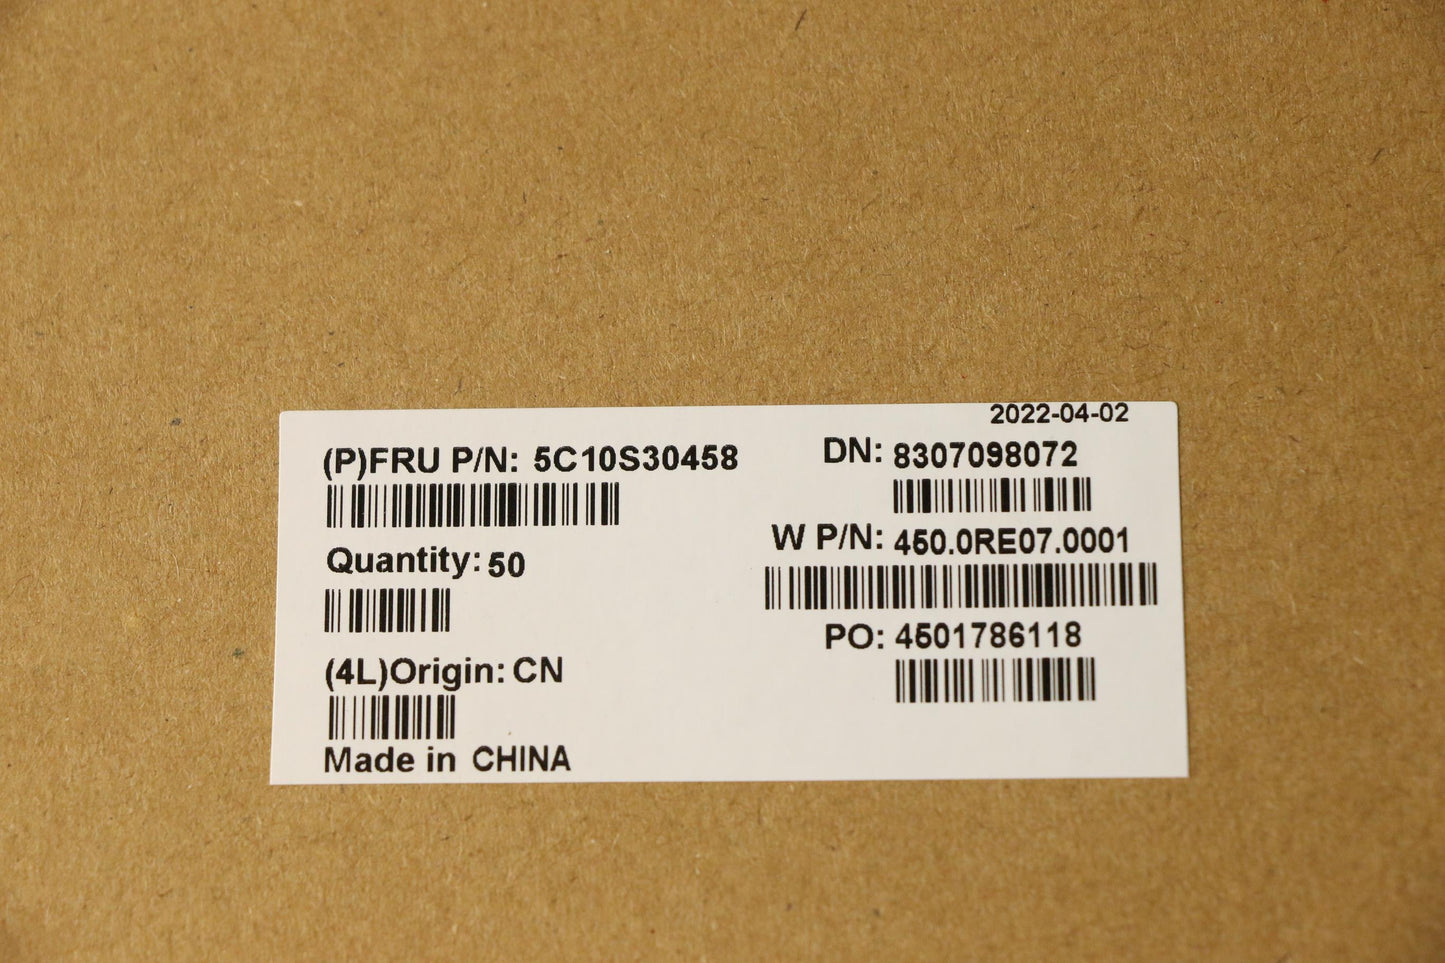 2022-04-02
(P)FRU P/N: 5C10S30458
DN: 8307098072
W P/N: 450.0RE07.0001
Quantity: 50
PO: 4501786118
(4L)Origin: CN
Made in CHINA